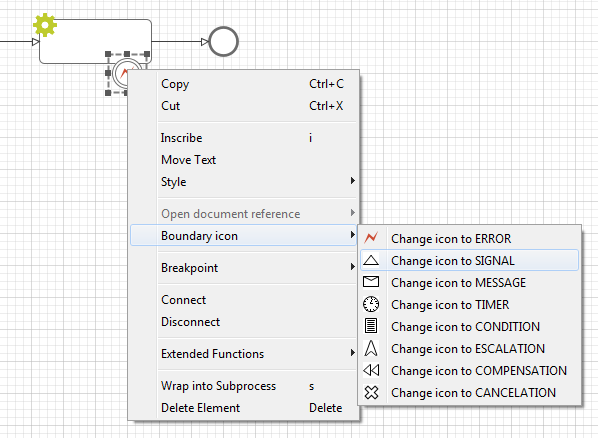 Copy Ctrl+C
Cut Ctrl+X
Inscribe i
Move Text
Style
Open document reference
Boundary icon
Breakpoint
Connect
Disconnect
Extended Functions
Wrap into Subprocess s
Delete Element Delete
Change icon to ERROR
Change icon to SIGNAL
Change icon to MESSAGE
Change icon to TIMER
Change icon to CONDITION
Change icon to ESCALATION
Change icon to COMPENSATION
Change icon to CANCELATION